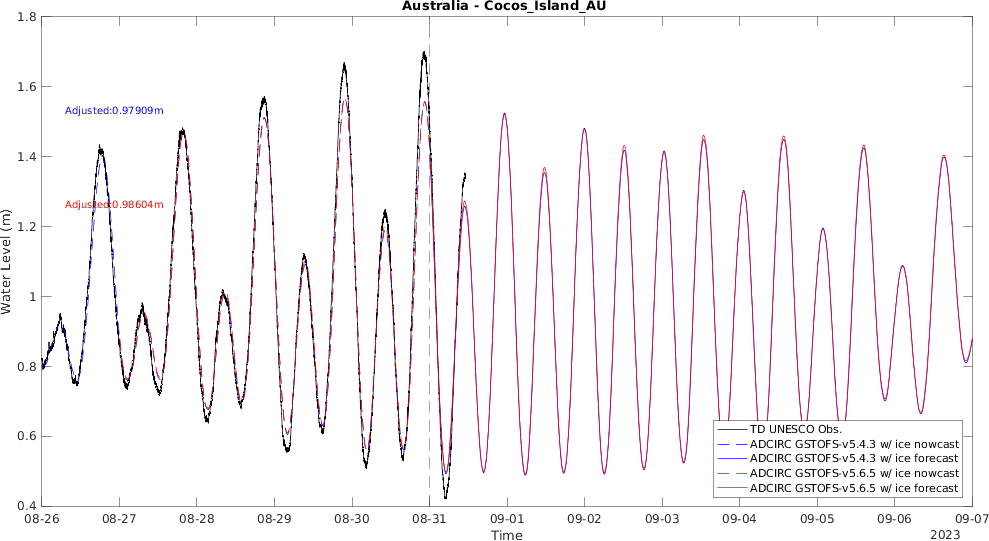 Australia - Cocos_Island_AU
Water Level (m)
1.8
1.6
1.4
1.2
1
0.8
0.6
0.4
Adjusted:0.97909m
Adjusted:0.98604m
TD UNESCO Obs.
ADCIRC GSTOFS-v5.4.3 w/ ice nowcast
ADCIRC GSTOFS-v5.4.3 w/ ice forecast
ADCIRC GSTOFS-v5.6.5 w/ ice nowcast
ADCIRC GSTOFS-v5.6.5 w/ ice forecast
08-26 08-27 08-28 08-29 08-30 08-31 09-01 09-02 09-03 09-04 09-05 09-06 09-07
Time
2023